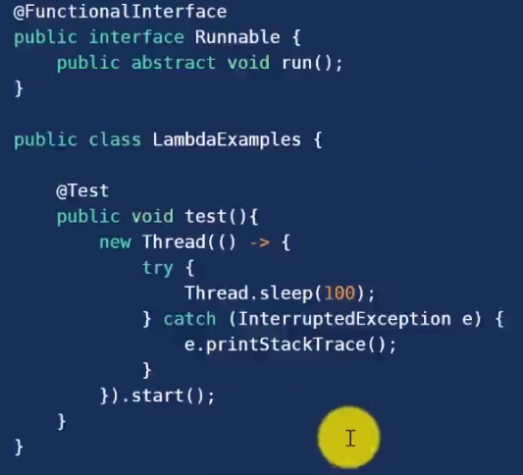 @FunctionalInterface
public interface Runnable {
    public abstract void run();
}

public class LambdaExamples {

    @Test
    public void test(){
        new Thread(() -> {
            try {
                Thread.sleep(100);
            } catch (InterruptedException e) {
                e.printStackTrace();
            }
        }).start();
    }
}